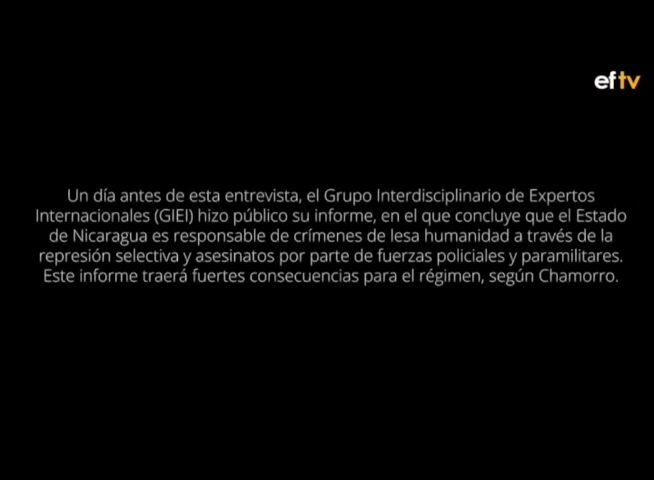 eftv
Un día antes de esta entrevista, el Grupo Interdisciplinario de Expertos
Internacionales (GIEI) hizo público su informe, en el que concluye que el Estado
de Nicaragua es responsable de crímenes de lesa humanidad a través de la
represión selectiva y asesinatos por parte de fuerzas policiales y paramilitares.
Este informe traerá fuertes consecuencias para el régimen, según Chamorro.